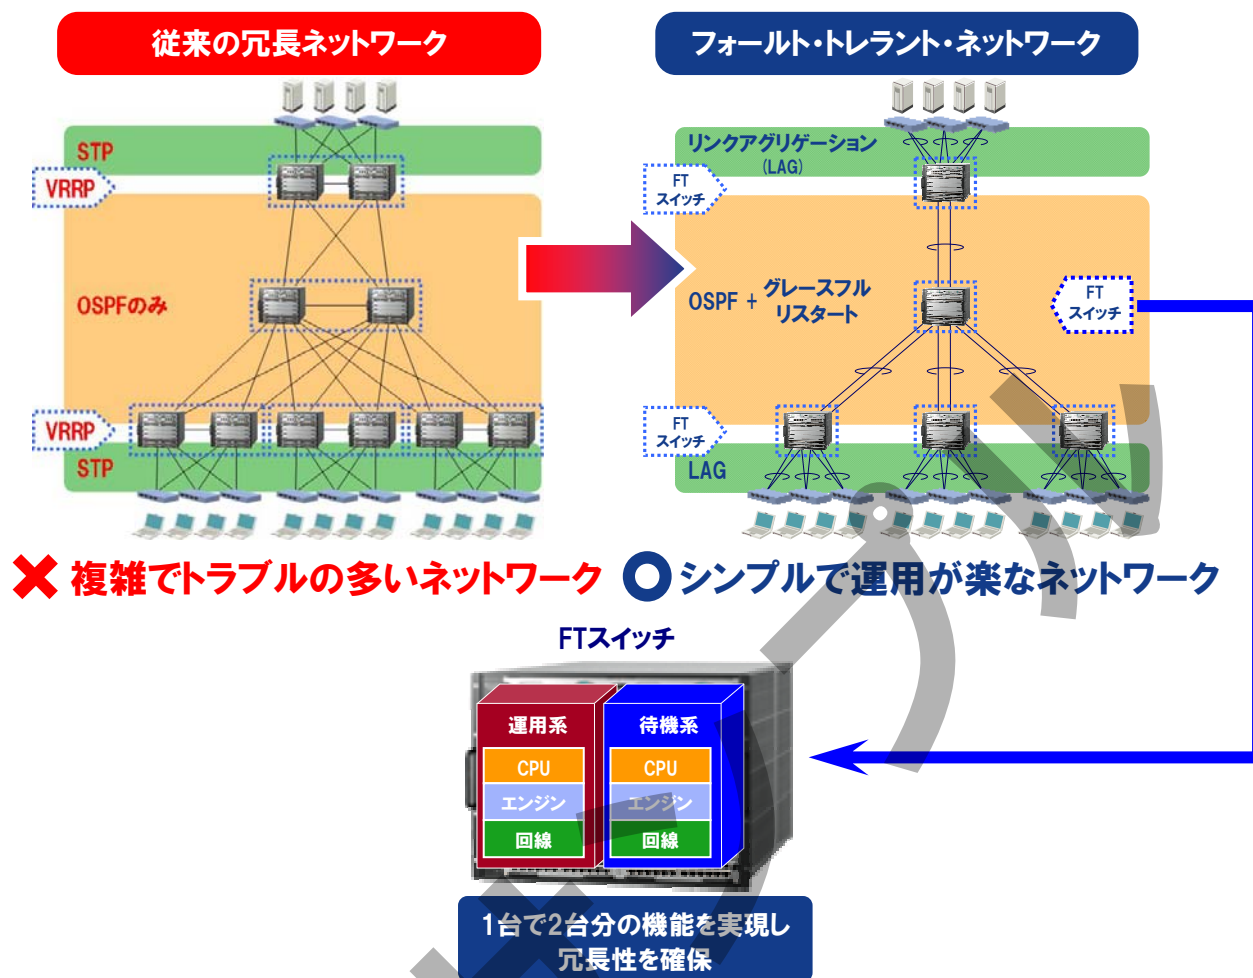 従来の冗長ネットワーク
STP
VRRP
OSPFのみ
VRRP
STP
フォールト・トレラント・ネットワーク
リンクアグリゲーション
(LAG)
FT
スイッチ
OSPF + グレースフル
リスタート
FT
スイッチ
FT
スイッチ
LAG
複雑でトラブルの多いネットワーク
シンプルで運用が楽なネットワーク
FTスイッチ
運用系
CPU
エンジン
回線
待機系
CPU
エンジン
回線
1台で2台分の機能を実現し
冗長性を確保